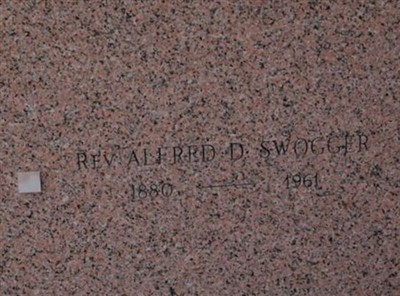 REV ALFRED D. SWOGGER
1880 1961